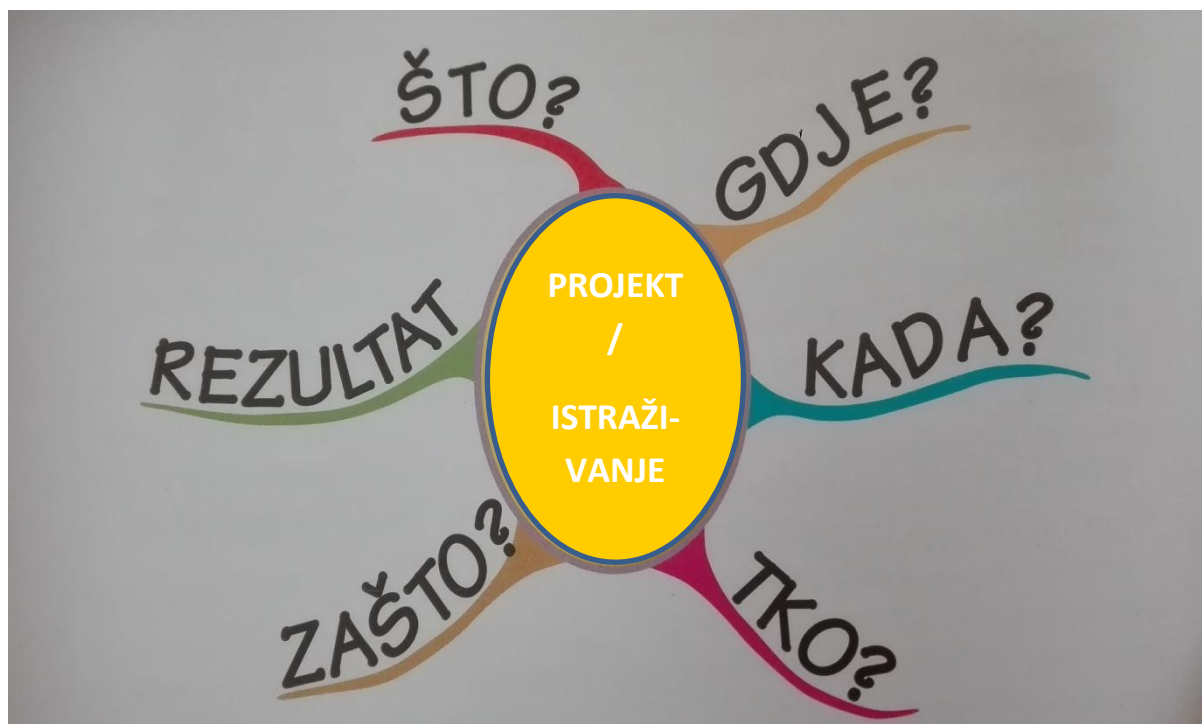 ŠTO?
GDJE?
KADA?
TKO?
ZAŠTO?
REZULTAT
PROJEKT
/
ISTRAŽI-
VANJE